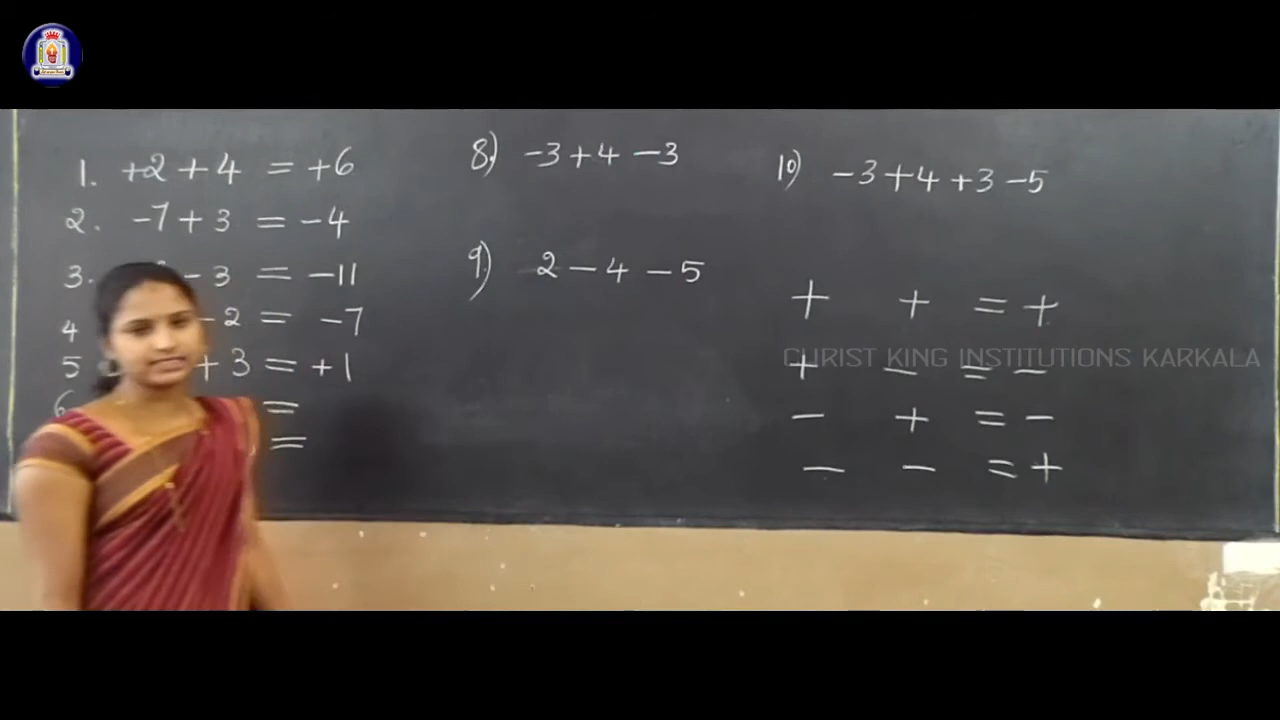 1. +2 + 4 = +6
2. -7 + 3 = -4
3. - 3 = -11
4 - 2 = -7
5 + 3 = +1
6 =
=
8) -3 + 4 - 3
9) 2 - 4 - 5
10) -3 + 4 + 3 - 5
+ + = +
+ - = -
- + = -
- - = +
CHRIST KING INSTITUTIONS KARKALA